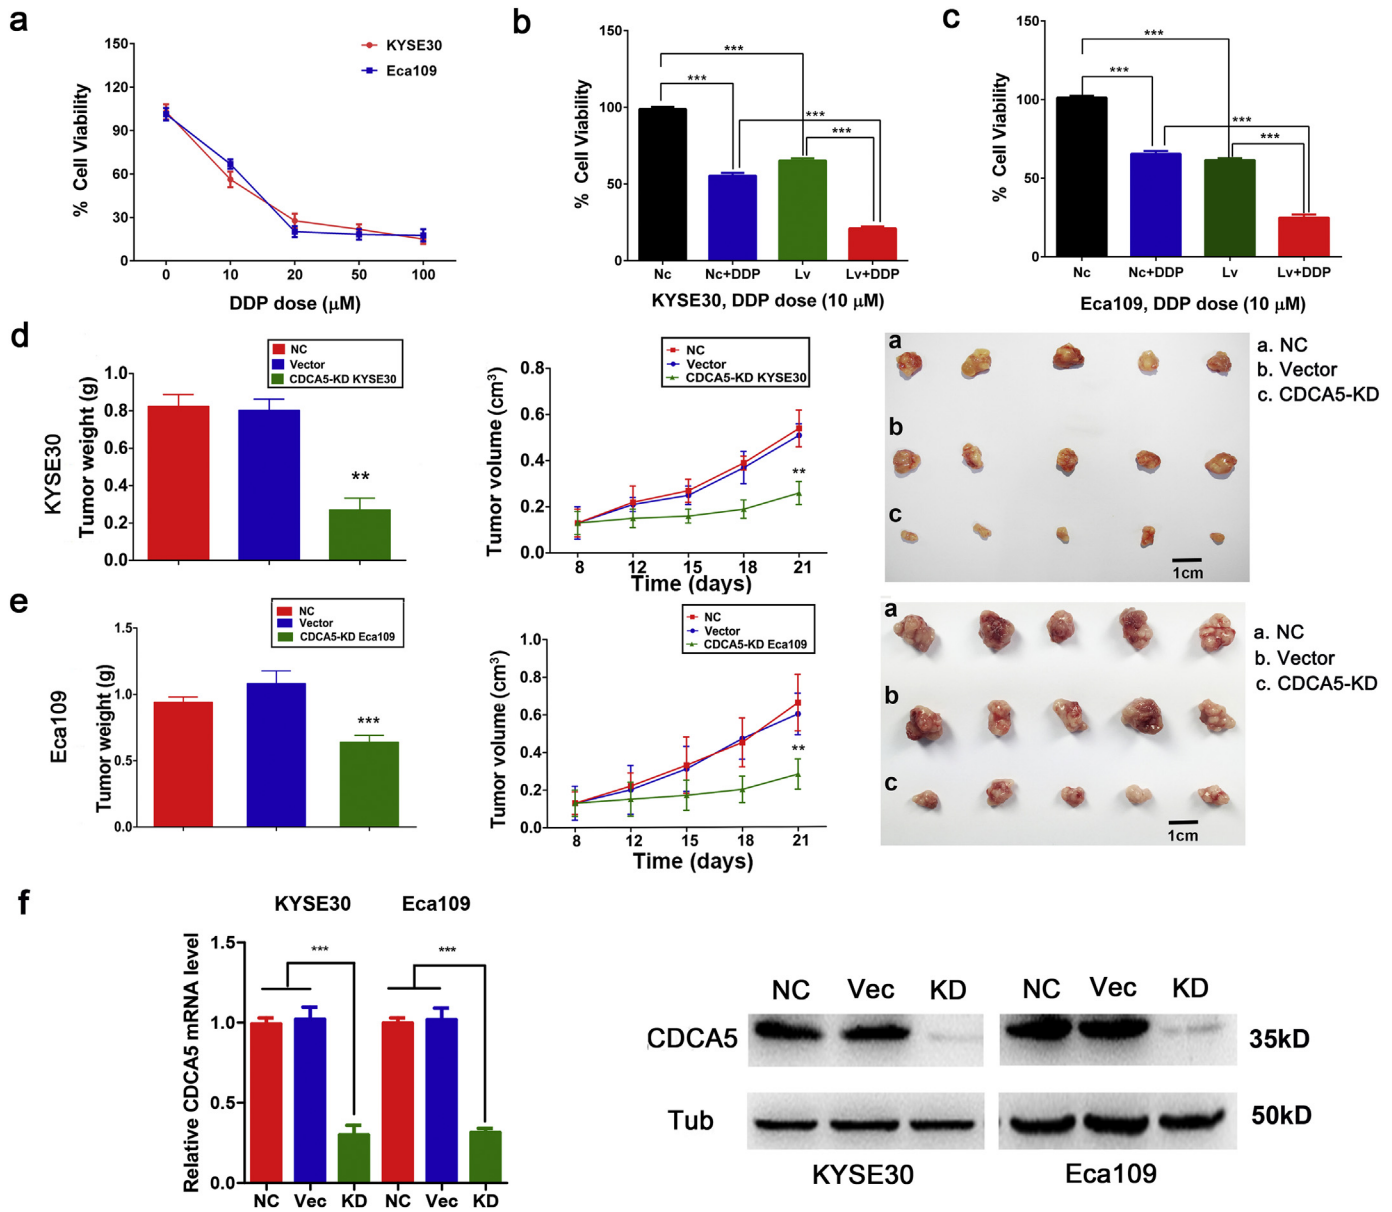 a
150
120
90
60
30
0
% Cell Viability
KYSE30
Eca109
0 10 20 50 100
DDP dose (μM)
b
150
100
50
0
% Cell Viability
***
***
***
***
Nc Nc+DDP Lv Lv+DDP
KYSE30, DDP dose (10 μM)
c
150
100
50
0
% Cell Viability
***
***
***
***
Nc Nc+DDP Lv Lv+DDP
Eca109, DDP dose (10 μM)
d
KYSE30
NC
Vector
CDCA5-KD KYSE30
1.0
0.8
0.6
0.4
0.2
0.0
Tumor weight (g)
**
NC
Vector
CDCA5-KD KYSE30
0.8
0.6
0.4
0.2
0.0
Tumor volume (cm3)
**
8 12 15 18 21
Time (days)
a
b
c
1cm
a. NC
b. Vector
c. CDCA5-KD
e
Eca109
NC
Vector
CDCA5-KD Eca109
1.5
1.0
0.5
0.0
Tumor weight (g)
***
NC
Vector
CDCA5-KD Eca109
1.0
0.8
0.6
0.4
0.2
0.0
Tumor volume (cm3)
**
8 12 15 18 21
Time (days)
a
b
c
1cm
a. NC
b. Vector
c. CDCA5-KD
f
KYSE30 Eca109
1.5
1.0
0.5
0.0
Relative CDCA5 mRNA level
***
***
NC Vec KD NC Vec KD
NC Vec KD NC Vec KD
CDCA5 35kD
Tub 50kD
KYSE30 Eca109